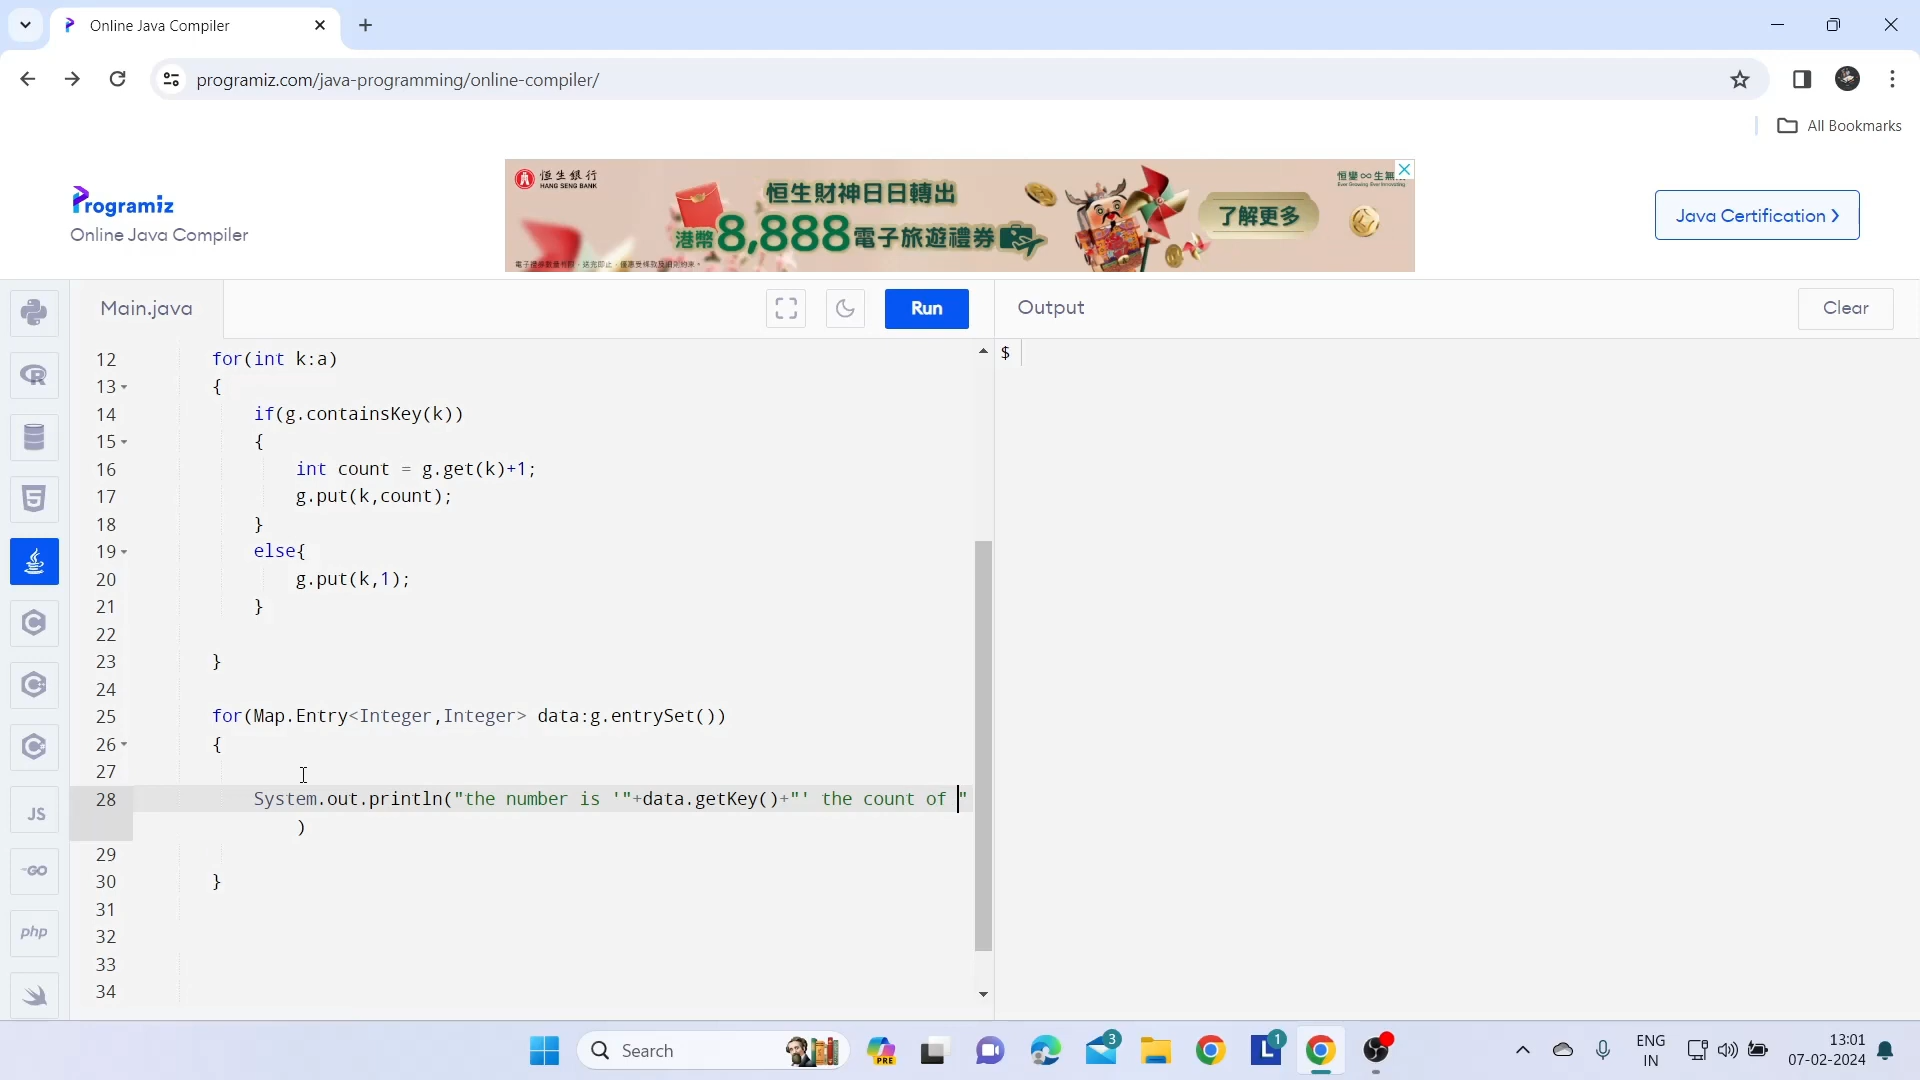 Online Java Compiler
programiz.com/java-programming/online-compiler/
All Bookmarks
Programiz
Online Java Compiler
恒生銀行
HANG SENG BANK
恒生財神日日轉出
港幣8,888電子旅遊禮券
了解更多
Java Certification ❯
Main.java
Run
Output
Clear
$
12 for(int k:a)
13 {
14 if(g.containsKey(k))
15 {
16 int count = g.get(k)+1;
17 g.put(k,count);
18 }
19 else{
20 g.put(k,1);
21 }
22
23 }
24
25 for(Map.Entry<Integer,Integer> data:g.entrySet())
26 {
27
28 System.out.println("the number is '"+data.getKey()+"' the count of "
)
29
30 }
31
32
33
34
JS
GO
php
Search
PRE
3
L
1
ENG
IN
13:01
07-02-2024